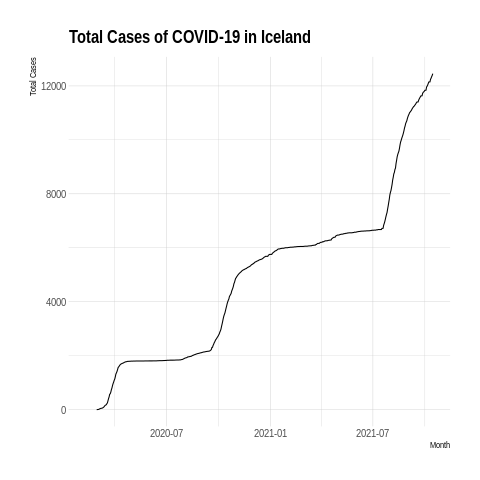 Total Cases of COVID-19 in Iceland
Total Cases
12000
8000
4000
0
2020-07
2021-01
2021-07
Month